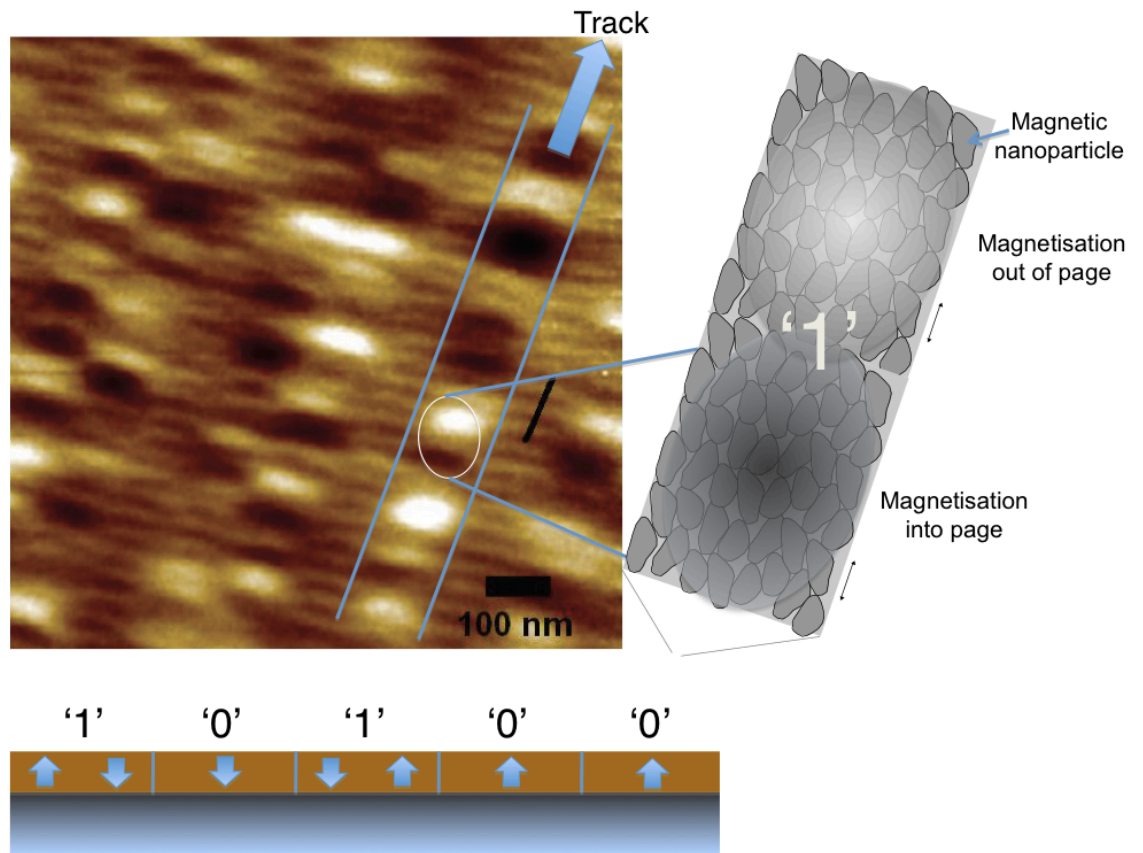 Track
Magnetic
nanoparticle
Magnetisation
out of page
‘1’
Magnetisation
into page
100 nm
‘1’ ‘0’ ‘1’ ‘0’ ‘0’